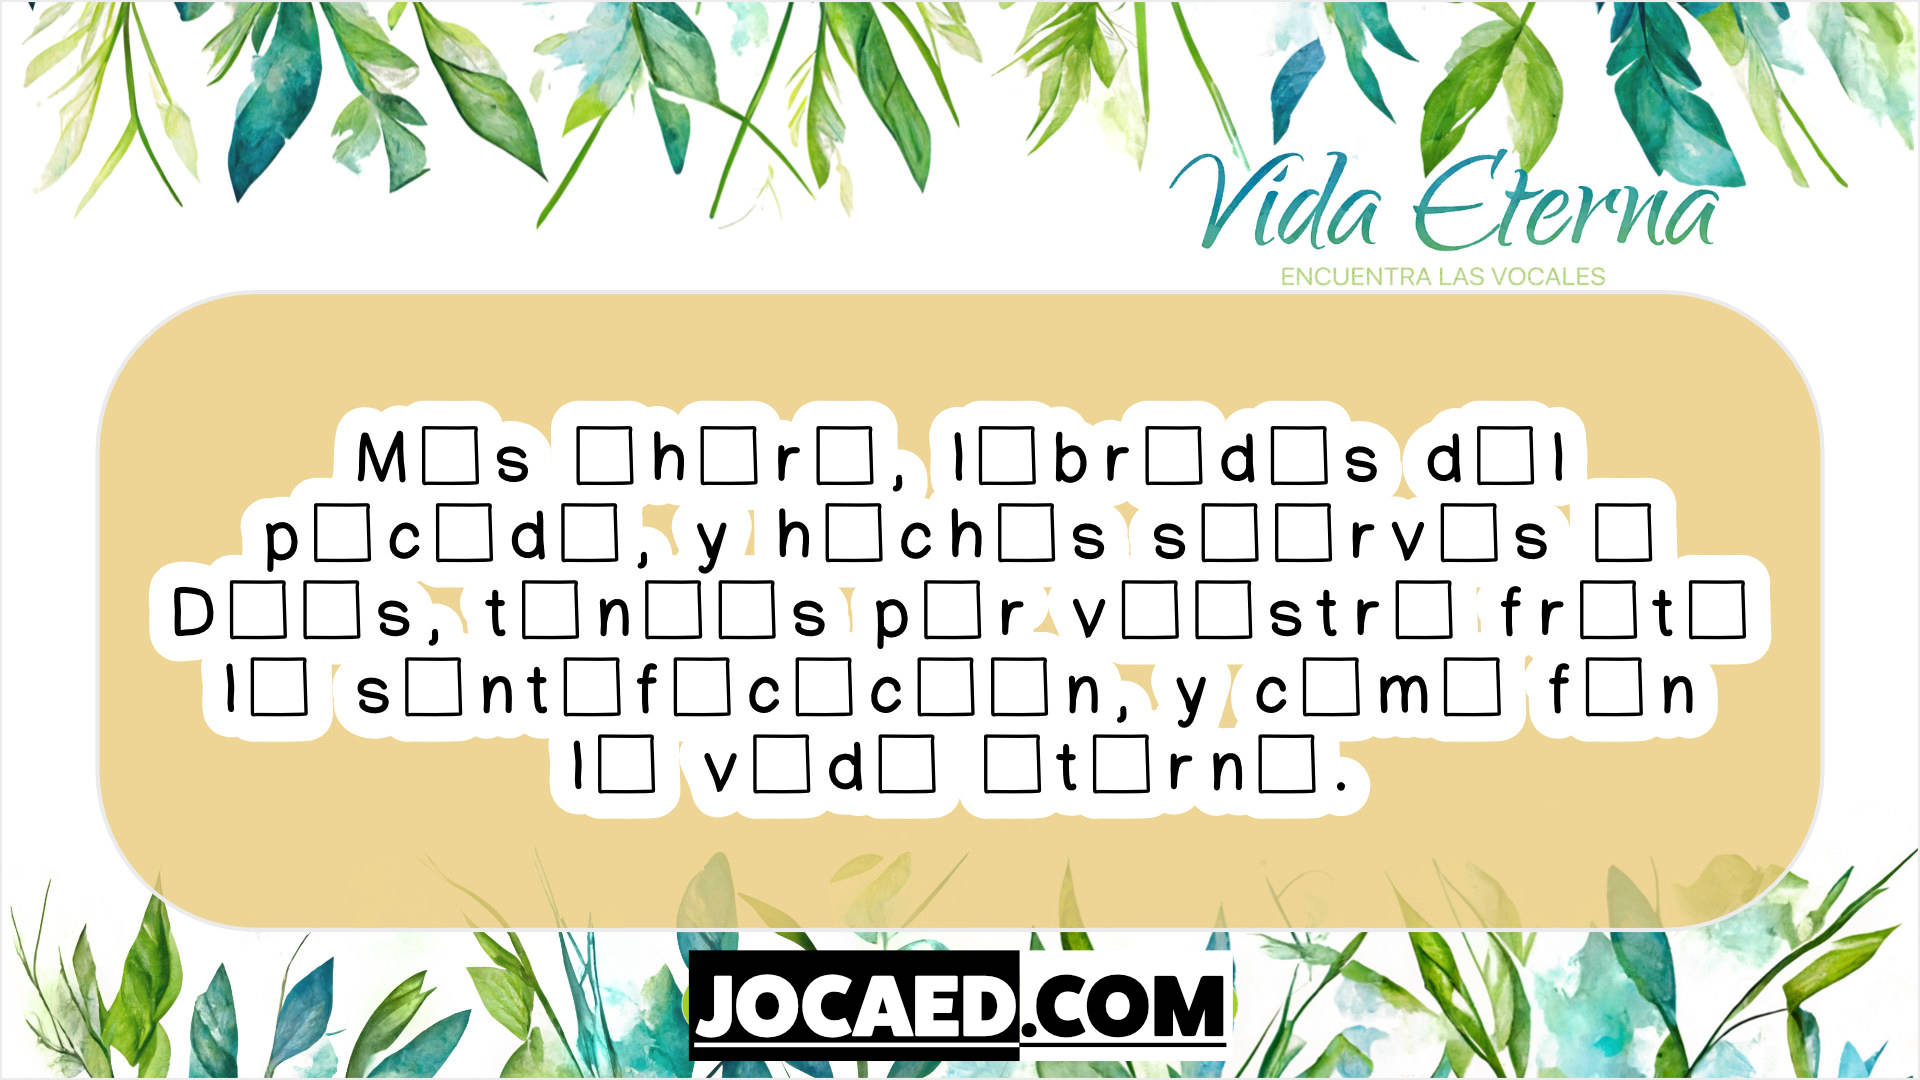 Vida Eterna
ENCUENTRA LAS VOCALES
M□s □h□r□, l□br□d□s d□l
p□c□d□, y h□ch□s s□□rv□s □
D□□s, t□n□□s p□r v□□str□ fr□t□
l□ s□nt□f□c□c□□n, y c□m□ f□n
l□ v□d□ □t□rn□.
JOCAED.COM